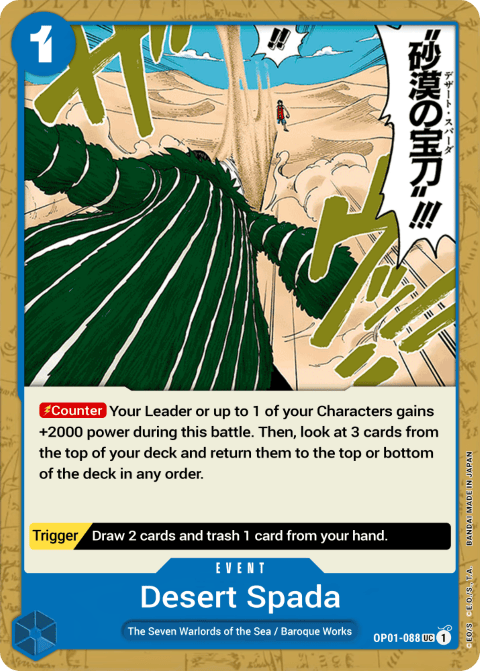 1
!!
"砂漠の宝刀"!!!
デザート・スパーダ
Counter Your Leader or up to 1 of your Characters gains
+2000 power during this battle. Then, look at 3 cards from
the top of your deck and return them to the top or bottom
of the deck in any order.
Trigger Draw 2 cards and trash 1 card from your hand.
EVENT
Desert Spada
The Seven Warlords of the Sea / Baroque Works
OP01-088 UC 1
©E.O./S. ©E.O./S., T.A. BANDAI MADE IN JAPAN